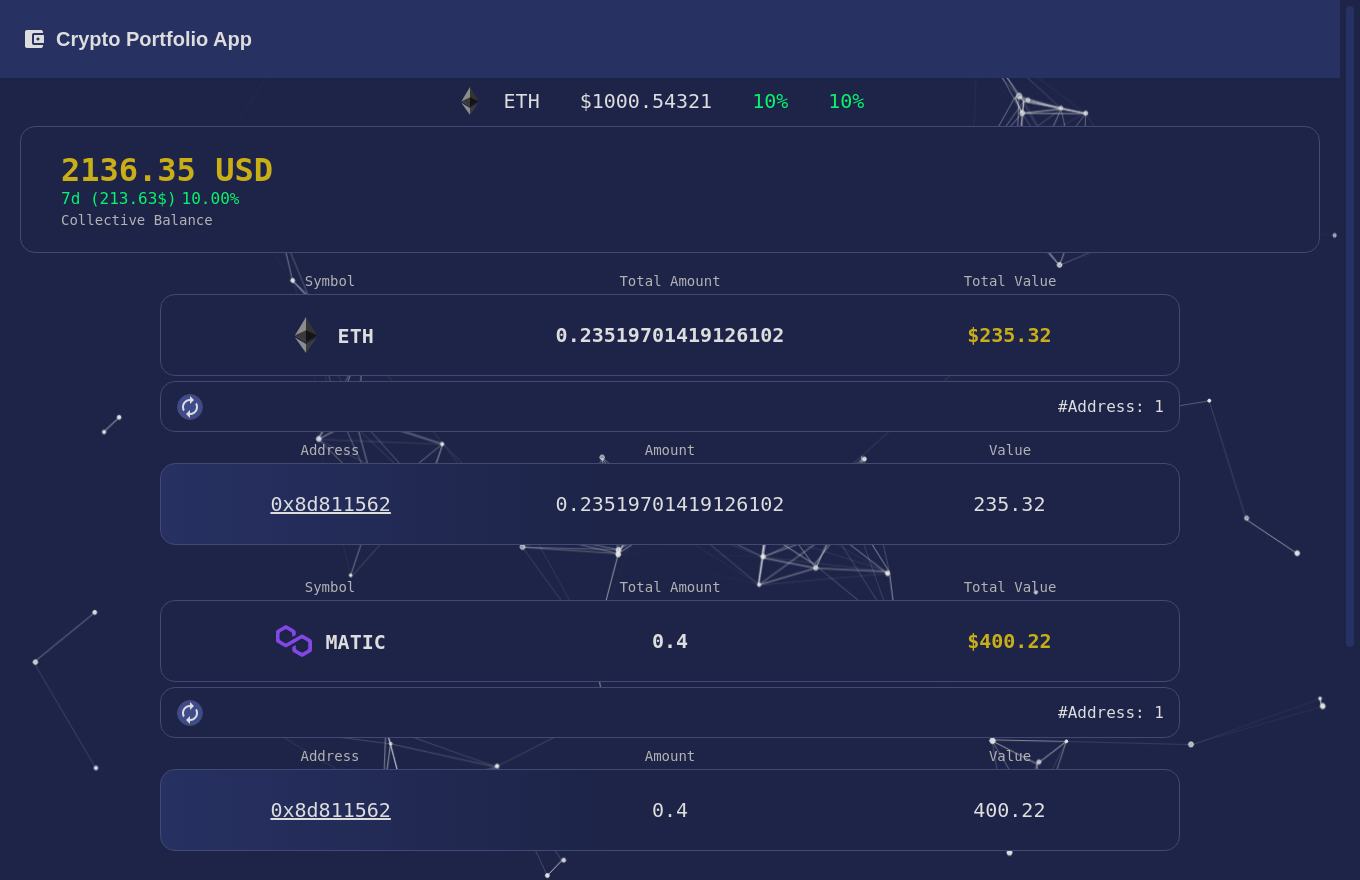 Crypto Portfolio App
ETH $1000.54321 10% 10%
2136.35 USD
7d (213.63$) 10.00%
Collective Balance
Symbol Total Amount Total Value
ETH 0.23519701419126102 $235.32
#Address: 1
Address Amount Value
0x8d811562 0.23519701419126102 235.32
Symbol Total Amount Total Value
MATIC 0.4 $400.22
#Address: 1
Address Amount Value
0x8d811562 0.4 400.22